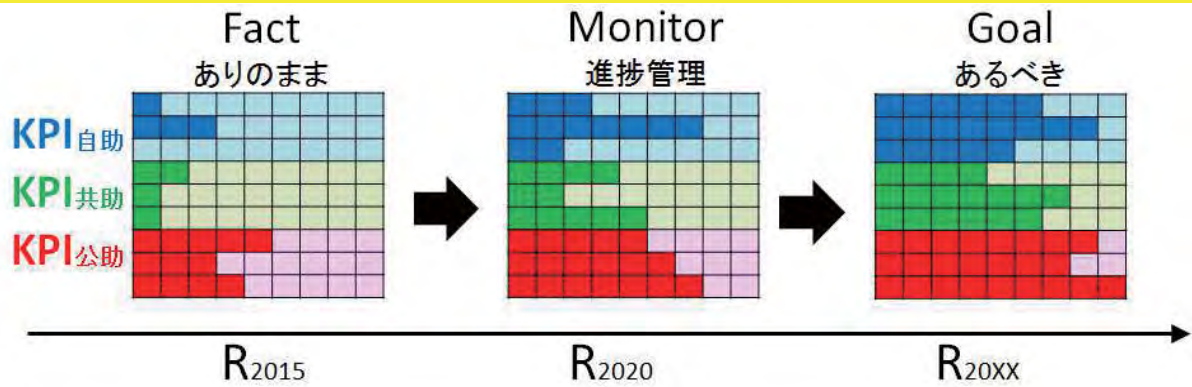 Fact
ありのまま
Monitor
進捗管理
Goal
あるべき
KPI自助
KPI共助
KPI公助
R2015
R2020
R20XX